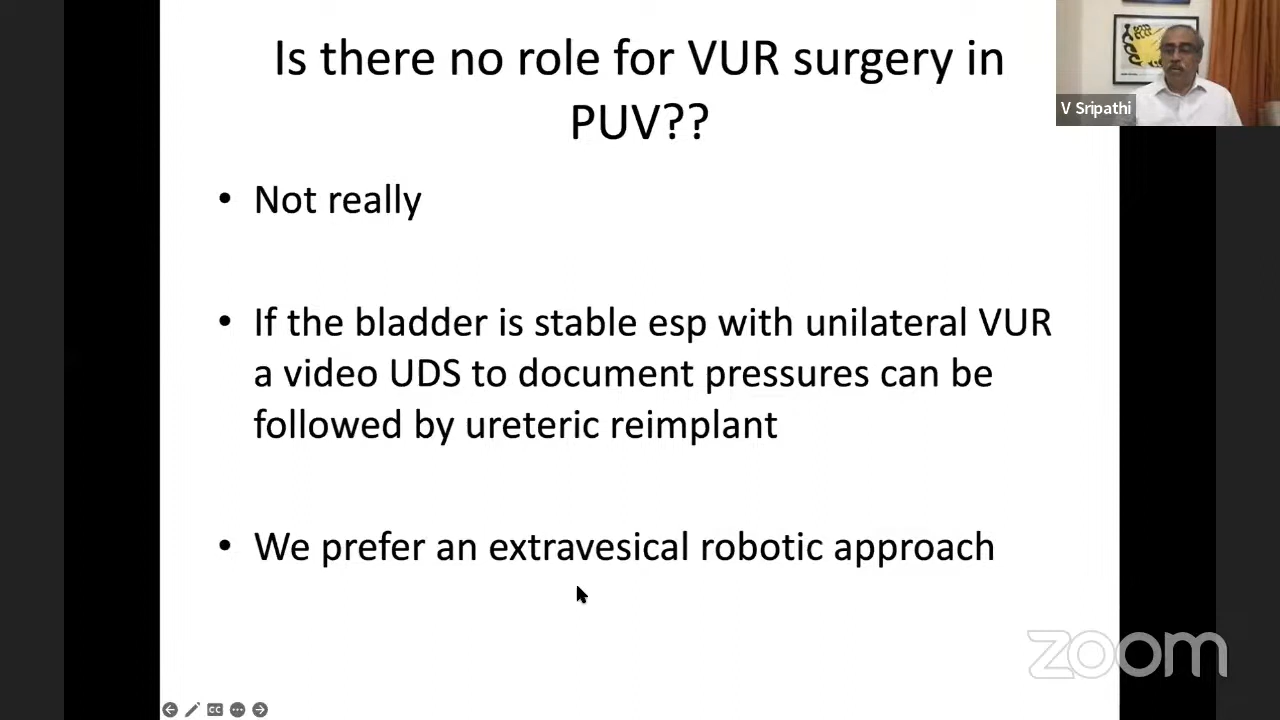 Is there no role for VUR surgery in
PUV??
V Sripathi
• Not really
• If the bladder is stable esp with unilateral VUR
a video UDS to document pressures can be
followed by ureteric reimplant
• We prefer an extravesical robotic approach
zoom
CC